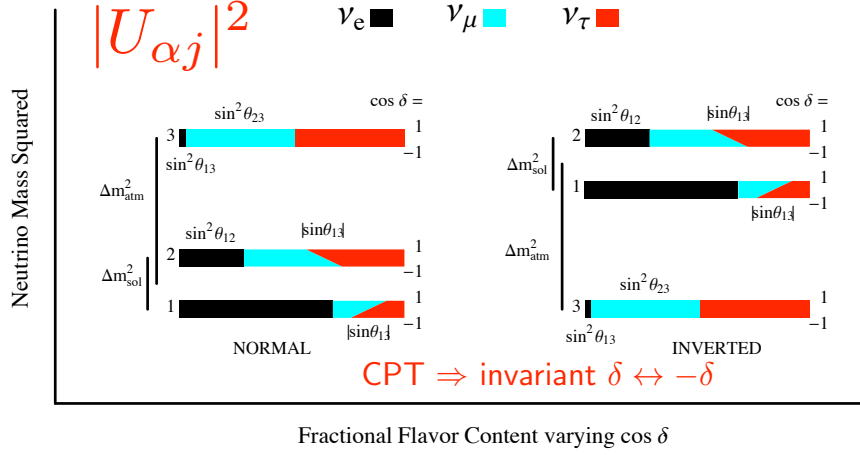 |U_{αj}|²
ν_e ν_μ ν_τ
Neutrino Mass Squared
sin²θ₂₃
cos δ =
3
1
−1
sin²θ₁₃
Δm²_atm
sin²θ₁₂
|sinθ₁₃|
2
1
−1
Δm²_sol
1
1
−1
|sinθ₁₃|
NORMAL
sin²θ₁₂
|sinθ₁₃|
cos δ =
2
1
−1
Δm²_sol
1
1
−1
|sinθ₁₃|
Δm²_atm
sin²θ₂₃
3
1
−1
sin²θ₁₃
INVERTED
CPT ⇒ invariant δ ↔ −δ
Fractional Flavor Content varying cos δ